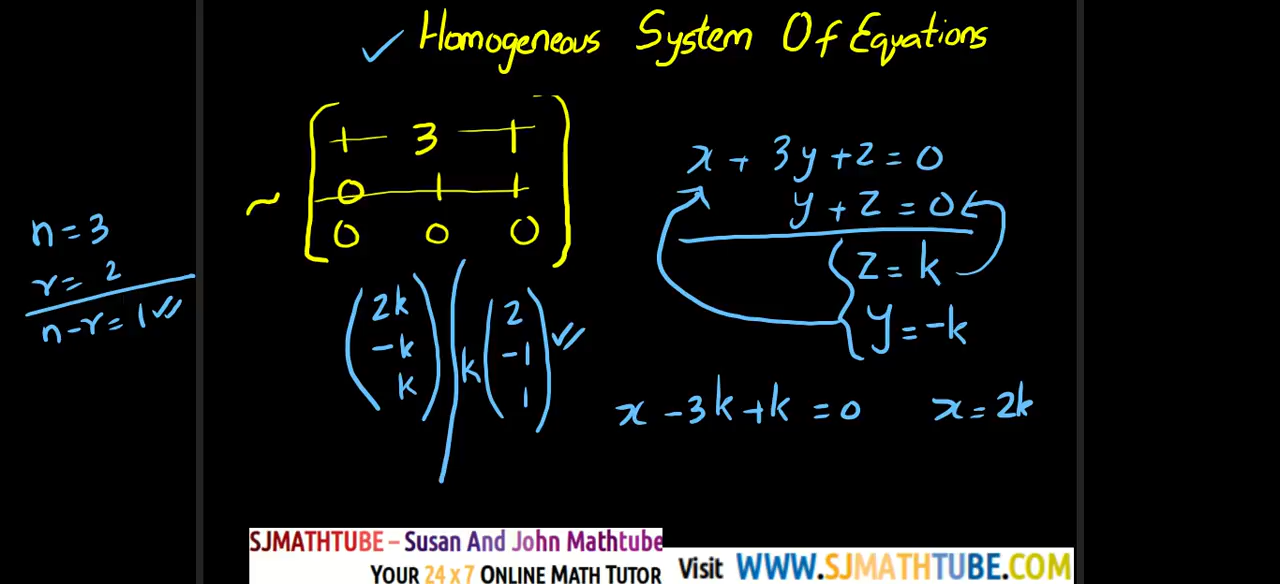 ✓ Homogeneous System Of Equations
~ [ 1 3 1
0 1 1
0 0 0 ]
n = 3
r = 2
n-r = 1 ✓✓
x + 3y + z = 0
y + z = 0
z = k
y = -k
( 2k
-k
k )
k ( 2
-1
1 ) ✓✓
x - 3k + k = 0 x = 2k
SJMATHTUBE – Susan And John Mathtube
YOUR 24 x 7 ONLINE MATH TUTOR
Visit WWW.SJMATHTUBE.COM